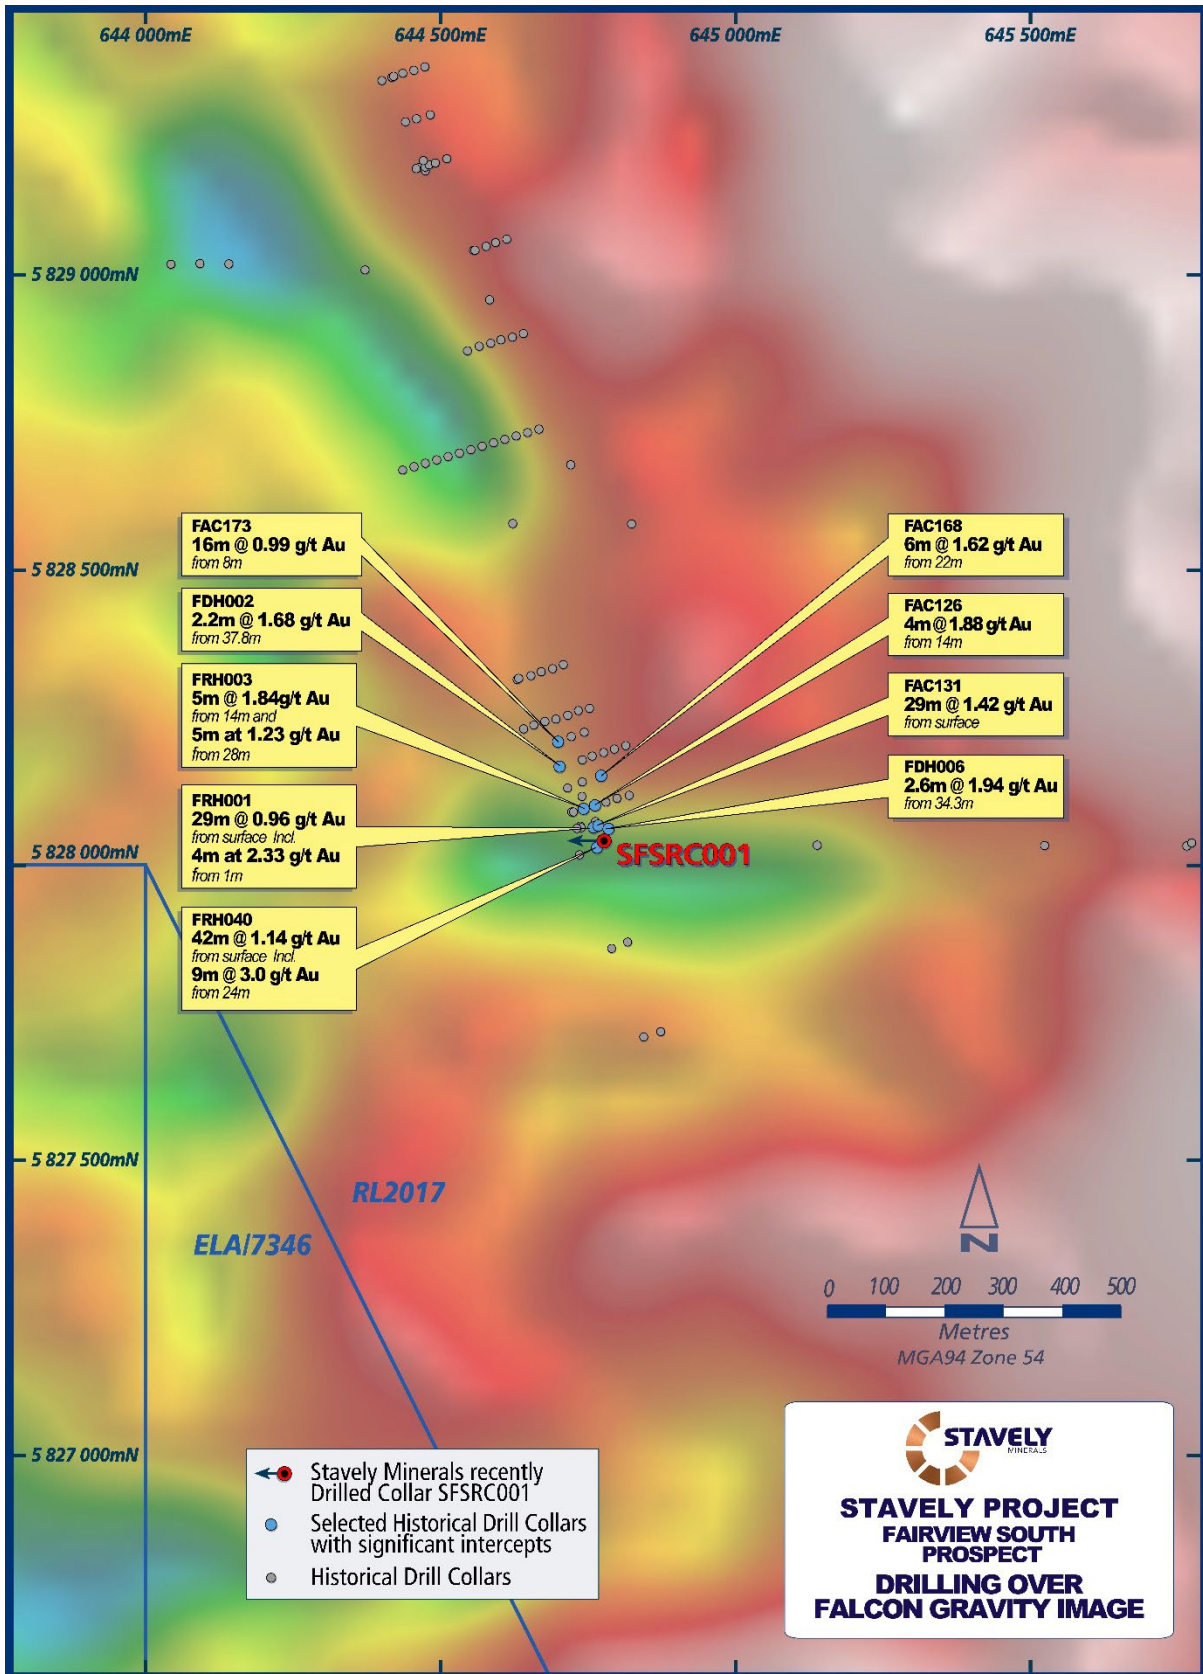 644 000mE
644 500mE
645 000mE
645 500mE
5 829 000mN
FAC173
16m @ 0.99 g/t Au
from 8m
FAC168
6m @ 1.62 g/t Au
from 22m
5 828 500mN
FDH002
2.2m @ 1.68 g/t Au
from 37.8m
FAC126
4m @ 1.88 g/t Au
from 14m
FRH003
5m @ 1.84g/t Au
from 14m and
5m at 1.23 g/t Au
from 28m
FAC131
29m @ 1.42 g/t Au
from surface
FDH006
2.6m @ 1.94 g/t Au
from 34.3m
FRH001
29m @ 0.96 g/t Au
from surface Incl.
4m at 2.33 g/t Au
from 1m
5 828 000mN
SFSRC001
FRH040
42m @ 1.14 g/t Au
from surface Incl.
9m @ 3.0 g/t Au
from 24m
5 827 500mN
RL2017
ELA/7346
N
0 100 200 300 400 500
Metres
MGA94 Zone 54
5 827 000mN
Stavely Minerals recently
Drilled Collar SFSRC001
Selected Historical Drill Collars
with significant intercepts
Historical Drill Collars
STAVELY
MINERALS
STAVELY PROJECT
FAIRVIEW SOUTH
PROSPECT
DRILLING OVER
FALCON GRAVITY IMAGE